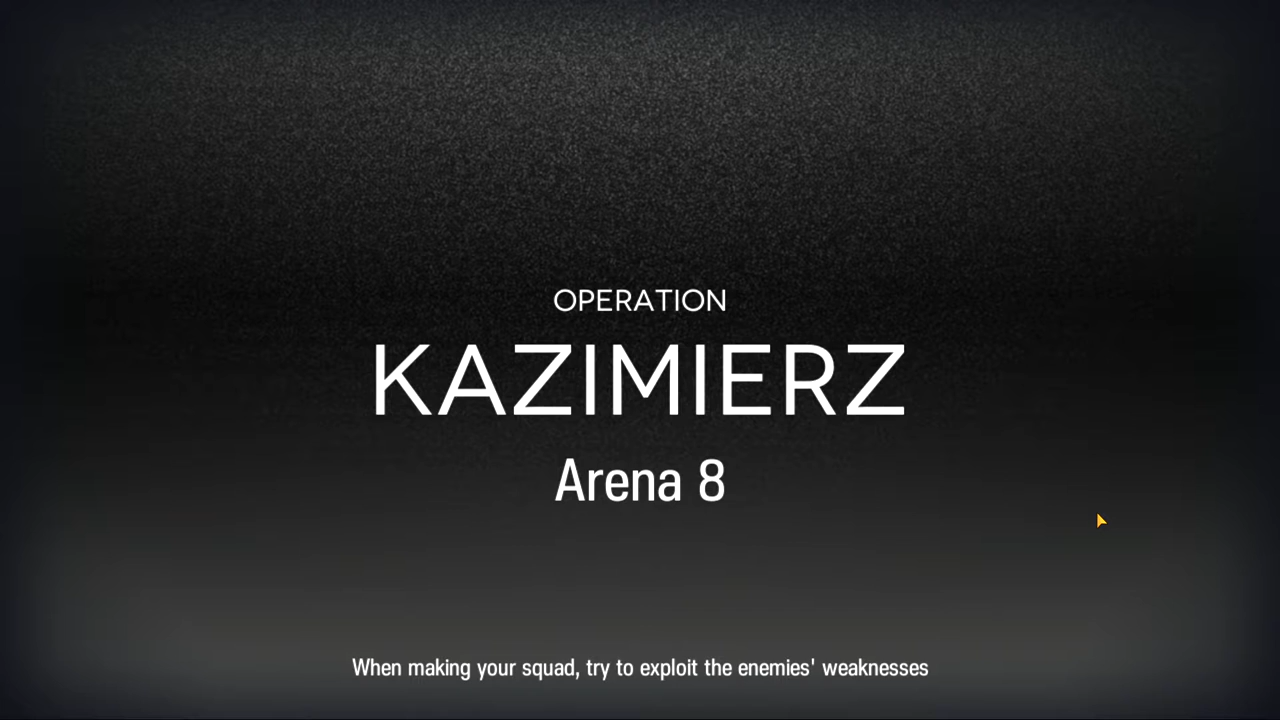 OPERATION
KAZIMIERZ
Arena 8
When making your squad, try to exploit the enemies' weaknesses